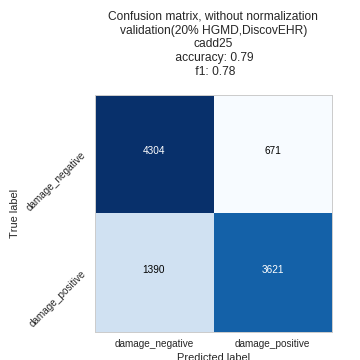 Confusion matrix, without normalization
validation(20% HGMD,DiscovEHR)
cadd25
accuracy: 0.79
f1: 0.78
damage_negative
4304
671
True label
damage_positive
1390
3621
damage_negative
damage_positive
Predicted label